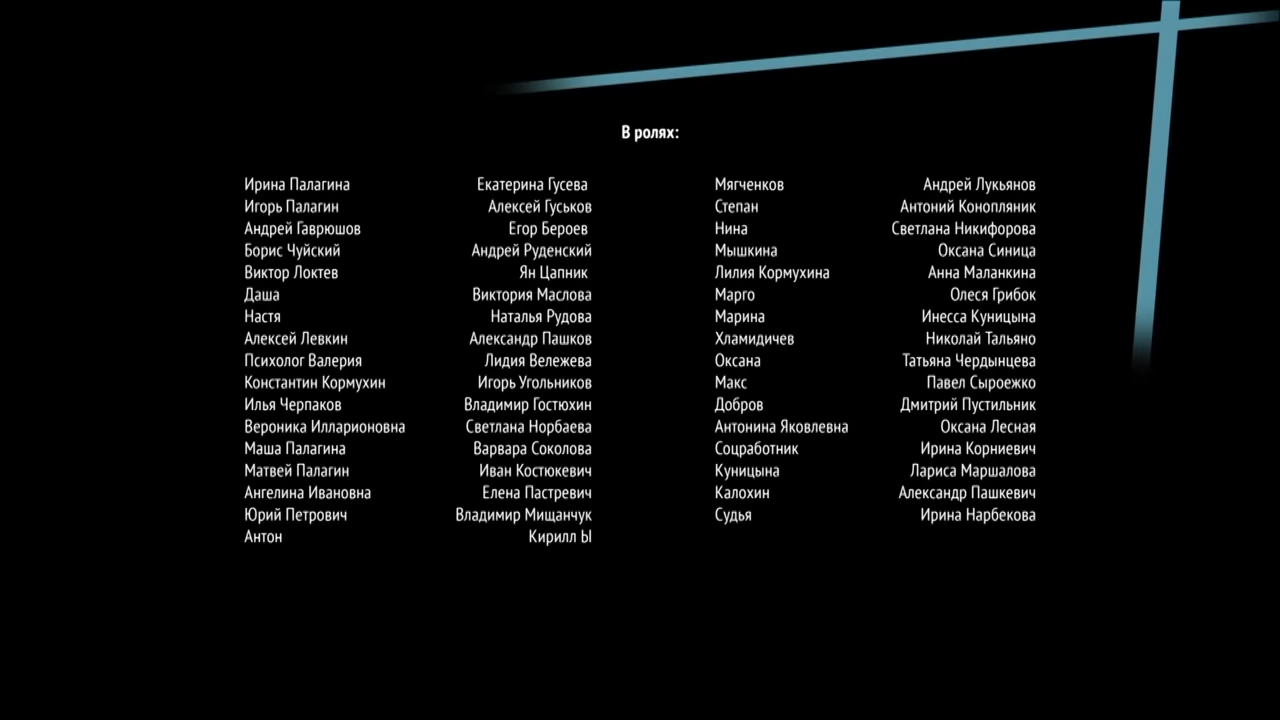 В ролях:
Ирина Палагина Екатерина Гусева
Игорь Палагин Алексей Гуськов
Андрей Гаврюшов Егор Бероев
Борис Чуйский Андрей Руденский
Виктор Локтев Ян Цапник
Даша Виктория Маслова
Настя Наталья Рудова
Алексей Левкин Александр Пашков
Психолог Валерия Лидия Вележева
Константин Кормухин Игорь Угольников
Илья Черпаков Владимир Гостюхин
Вероника Илларионовна Светлана Норбаева
Маша Палагина Варвара Соколова
Матвей Палагин Иван Костюкевич
Ангелина Ивановна Елена Пастревич
Юрий Петрович Владимир Мищанчук
Антон Кирилл Ы
Мягченков Андрей Лукьянов
Степан Антоний Конопляник
Нина Светлана Никифорова
Мышкина Оксана Синица
Лилия Кормухина Анна Маланкина
Марго Олеся Грибок
Марина Инесса Куницына
Хламидичев Николай Тальяно
Оксана Татьяна Чердынцева
Макс Павел Сыроежко
Добров Дмитрий Пустильник
Антонина Яковлевна Оксана Лесная
Соцработник Ирина Корниевич
Куницына Лариса Маршалова
Калохин Александр Пашкевич
Судья Ирина Нарбекова